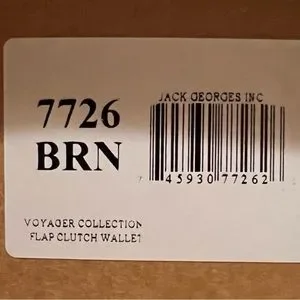 7726
BRN
JACK GEORGES INC
7 45930 77262
VOYAGER COLLECTION
FLAP CLUTCH WALLET